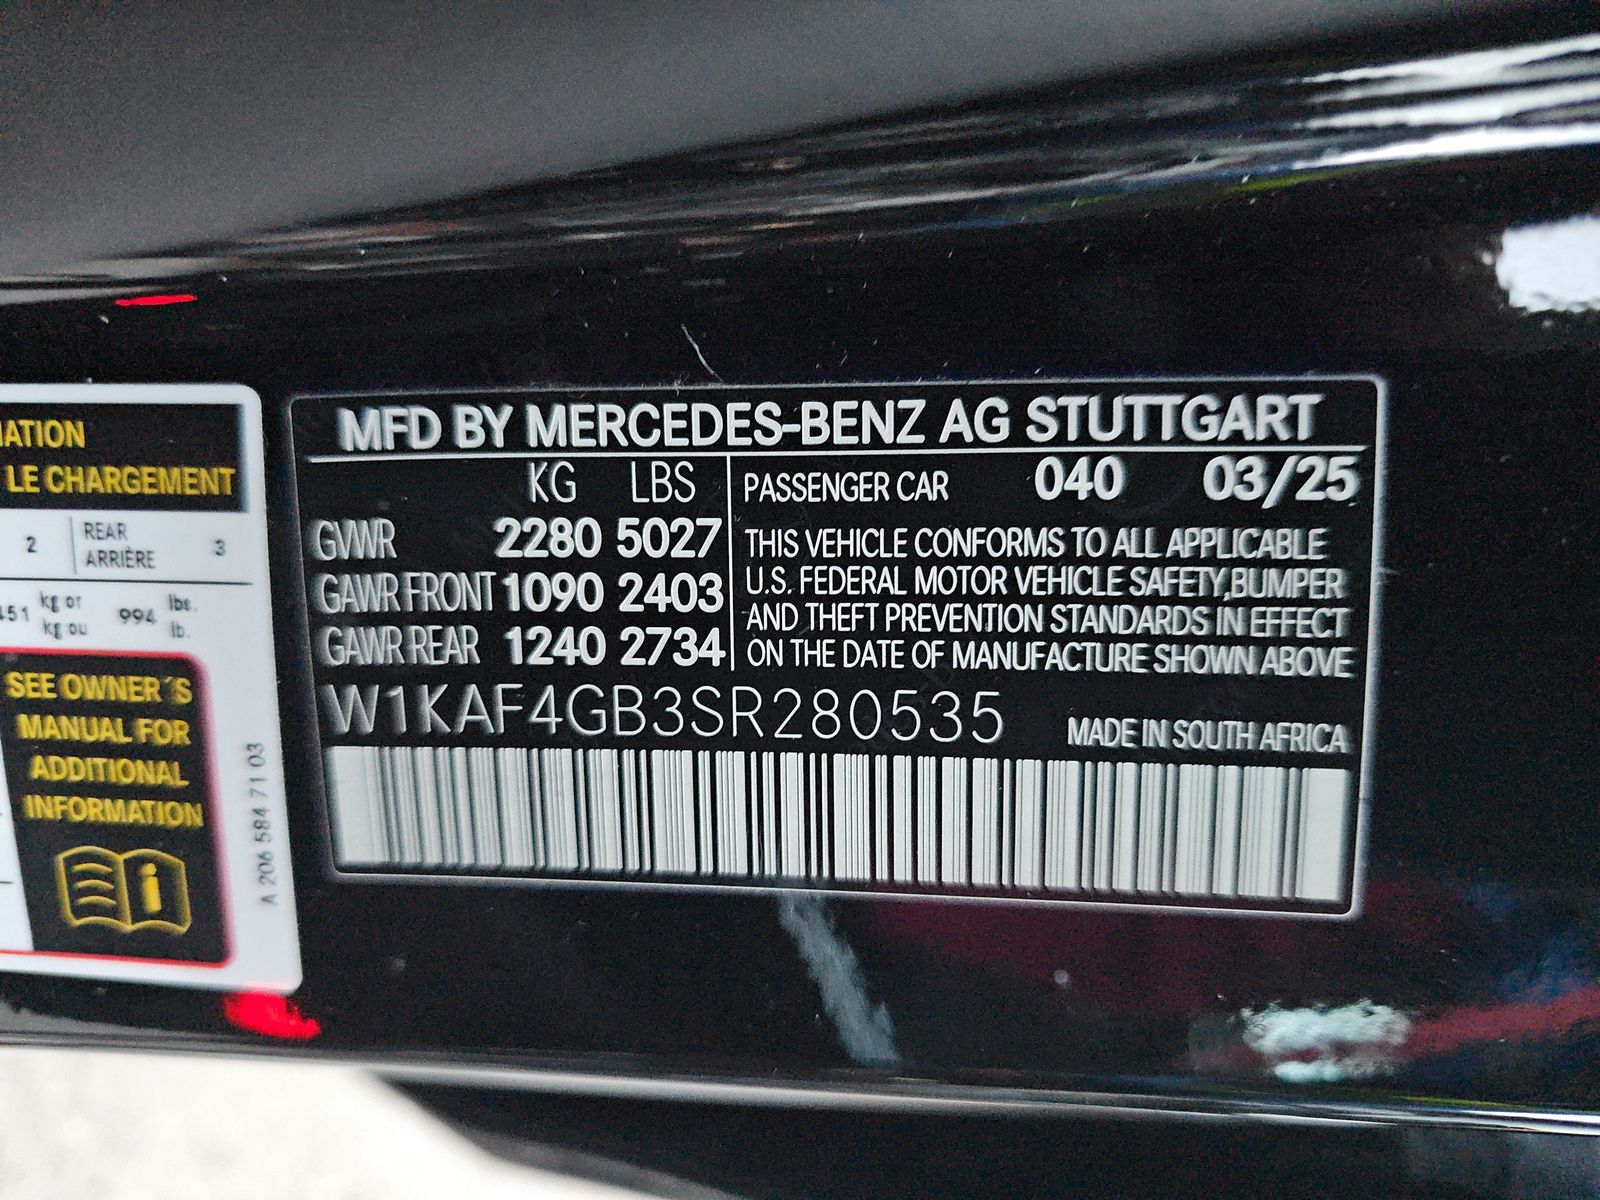 LE CHARGEMENT
2 REAR 3
ARRIÈRE
451 kg or 994 lbs.
kg ou lb.
SEE OWNER´S
MANUAL FOR
ADDITIONAL
INFORMATION
A 206 584 71 03
MFD BY MERCEDES-BENZ AG STUTTGART
KG LBS
GVWR 2280 5027
GAWR FRONT 1090 2403
GAWR REAR 1240 2734
PASSENGER CAR 040 03/25
THIS VEHICLE CONFORMS TO ALL APPLICABLE
U.S. FEDERAL MOTOR VEHICLE SAFETY,BUMPER
AND THEFT PREVENTION STANDARDS IN EFFECT
ON THE DATE OF MANUFACTURE SHOWN ABOVE
W1KAF4GB3SR280535
MADE IN SOUTH AFRICA